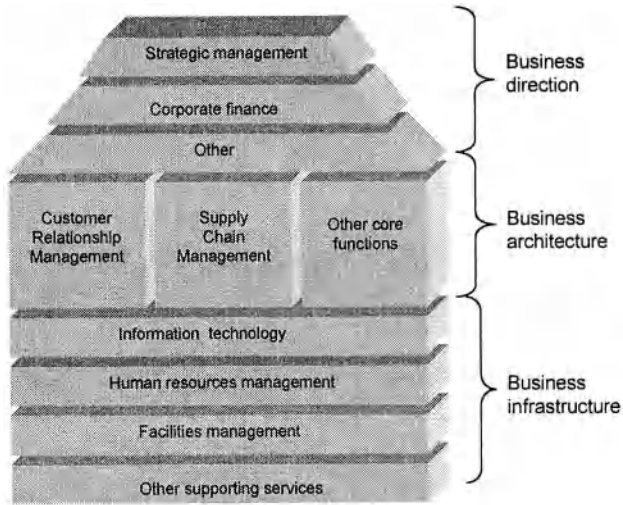 Strategic management
Corporate finance
Other
Business
direction
Customer
Relationship
Management
Supply
Chain
Management
Other core
functions
Business
architecture
Information technology
Human resources management
Facilities management
Other supporting services
Business
infrastructure